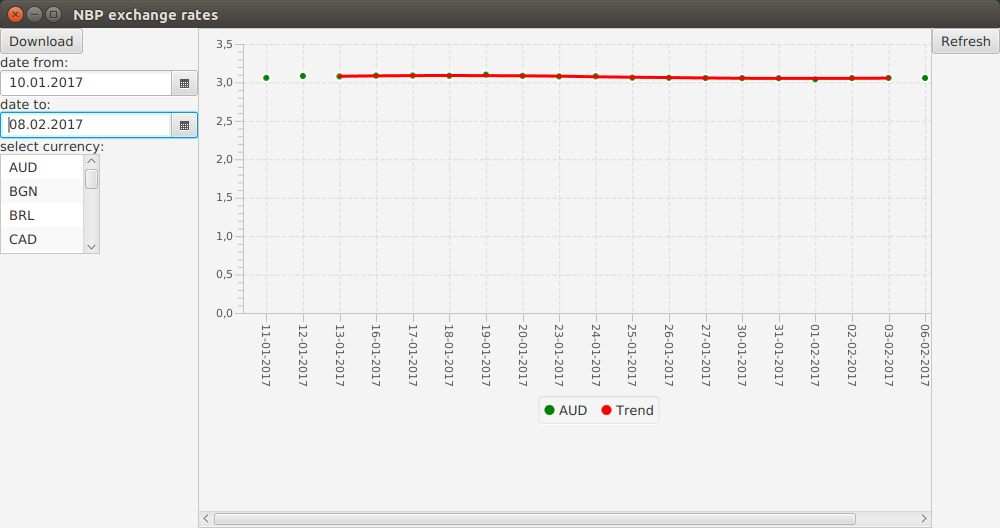 NBP exchange rates
Download
date from:
10.01.2017
date to:
08.02.2017
select currency:
AUD
BGN
BRL
CAD
3,5
3,0
2,5
2,0
1,5
1,0
0,5
0,0
11-01-2017
12-01-2017
13-01-2017
16-01-2017
17-01-2017
18-01-2017
19-01-2017
20-01-2017
23-01-2017
24-01-2017
25-01-2017
26-01-2017
27-01-2017
30-01-2017
31-01-2017
01-02-2017
02-02-2017
03-02-2017
06-02-2017
AUD
Trend
Refresh